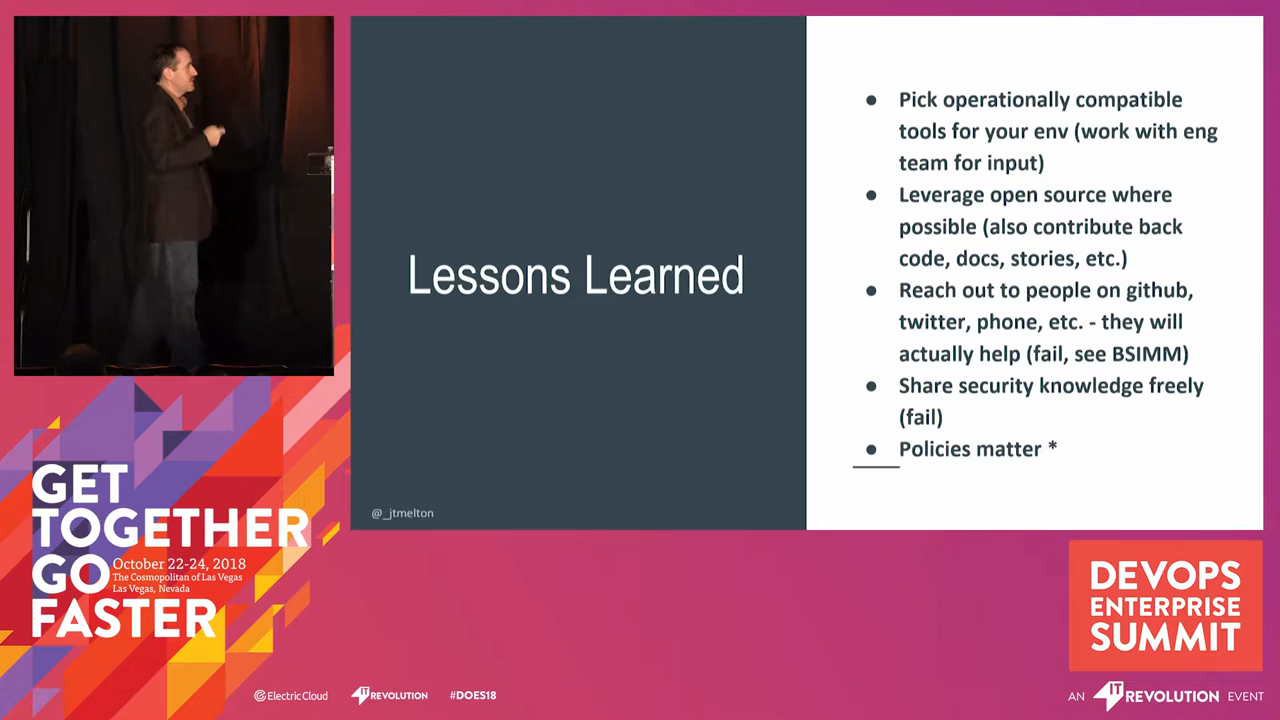 Lessons Learned
@_jtmelton
● Pick operationally compatible
tools for your env (work with eng
team for input)
● Leverage open source where
possible (also contribute back
code, docs, stories, etc.)
● Reach out to people on github,
twitter, phone, etc. - they will
actually help (fail, see BSIMM)
● Share security knowledge freely
(fail)
● Policies matter *
GET
TOGETHER
GO
October 22-24, 2018
The Cosmopolitan of Las Vegas
Las Vegas, Nevada
FASTER
DEVOPS
ENTERPRISE
SUMMIT
ElectricCloud
IT REVOLUTION
#DOES18
AN IT REVOLUTION EVENT